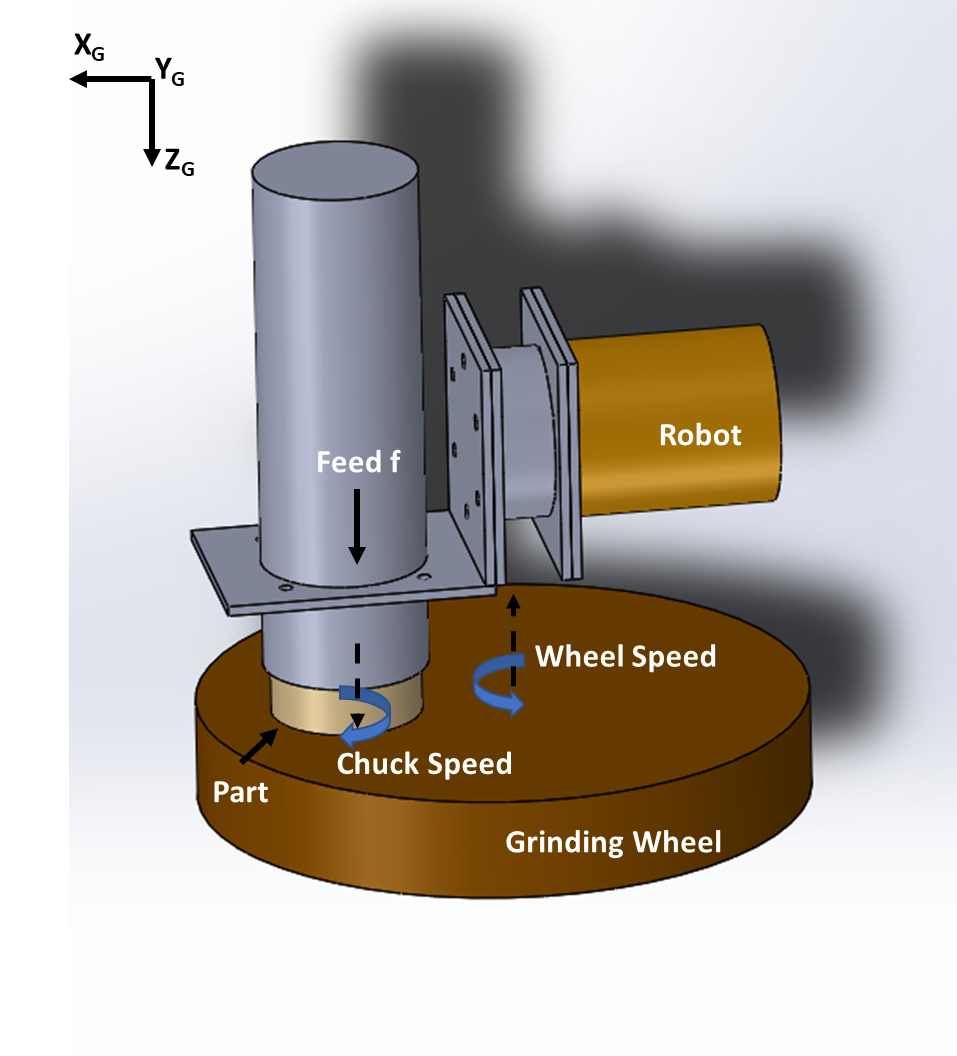 XG
YG
ZG
Feed f
Robot
Wheel Speed
Chuck Speed
Part
Grinding Wheel